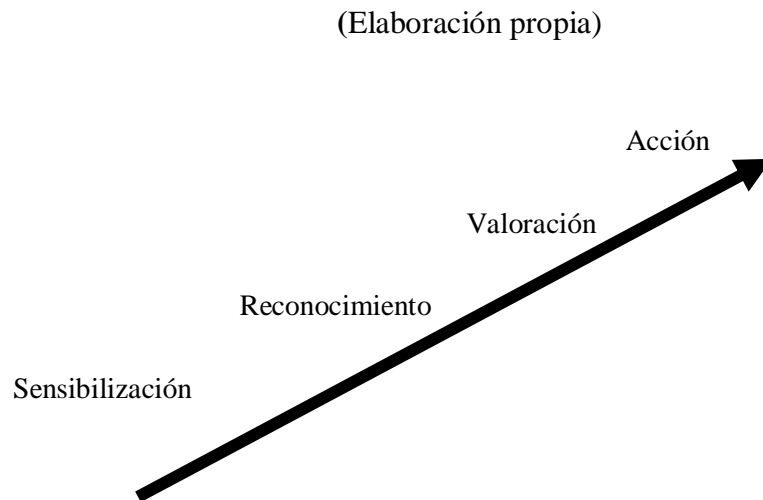 (Elaboración propia)
Acción
Valoración
Reconocimiento
Sensibilización